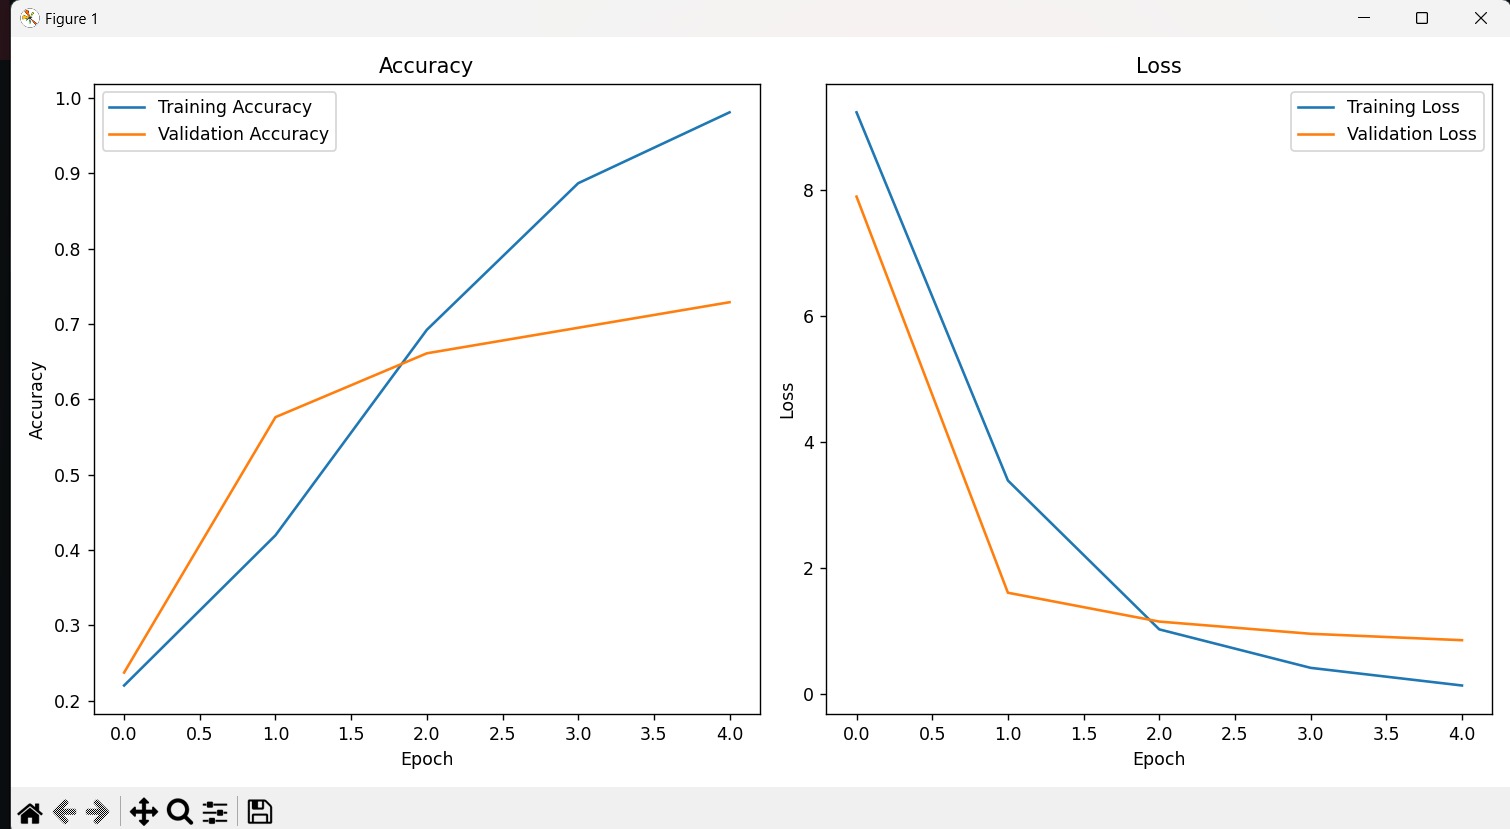 Figure 1
Accuracy
Training Accuracy
Validation Accuracy
1.0
0.9
0.8
0.7
0.6
0.5
0.4
0.3
0.2
Accuracy
0.0 0.5 1.0 1.5 2.0 2.5 3.0 3.5 4.0
Epoch
Loss
Training Loss
Validation Loss
8
6
4
2
0
Loss
0.0 0.5 1.0 1.5 2.0 2.5 3.0 3.5 4.0
Epoch